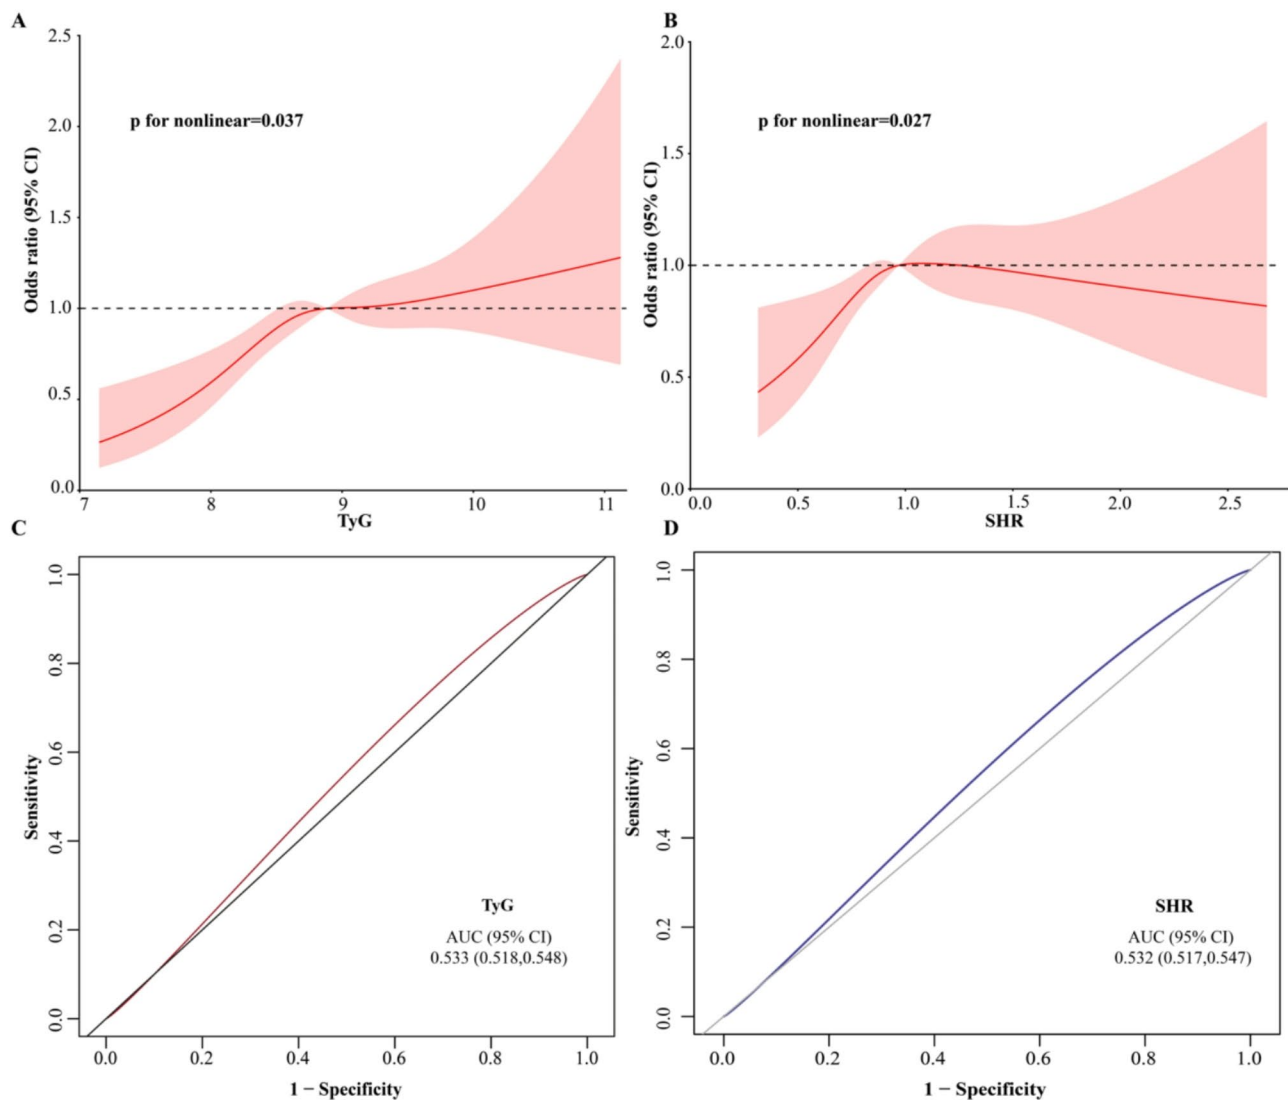 A
2.5
2.0
1.5
1.0
0.5
0.0
Odds ratio (95% CI)
p for nonlinear=0.037
7 8 9 10 11
TyG
B
2.0
1.5
1.0
0.5
0.0
Odds ratio (95% CI)
p for nonlinear=0.027
0.0 0.5 1.0 1.5 2.0 2.5
SHR
C
1.0
0.8
0.6
0.4
0.2
0.0
Sensitivity
TyG
AUC (95% CI)
0.533 (0.518,0.548)
0.0 0.2 0.4 0.6 0.8 1.0
1 − Specificity
D
1.0
0.8
0.6
0.4
0.2
0.0
Sensitivity
SHR
AUC (95% CI)
0.532 (0.517,0.547)
0.0 0.2 0.4 0.6 0.8 1.0
1 − Specificity